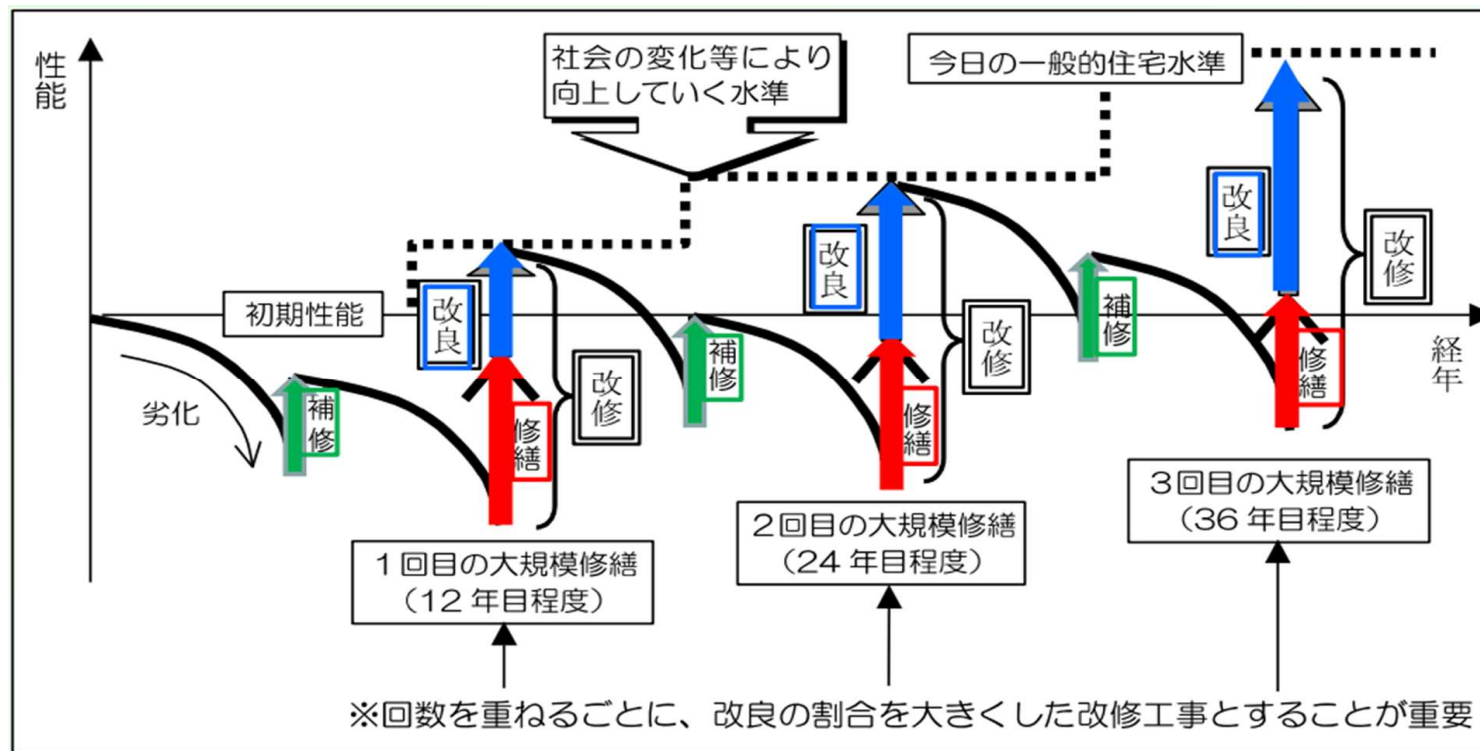 性能
社会の変化等により
向上していく水準
今日の一般的住宅水準
初期性能
劣化
補修
改良
修繕
改修
補修
改良
修繕
改修
補修
改良
修繕
改修
経年
1回目の大規模修繕
（12年目程度）
2回目の大規模修繕
（24年目程度）
3回目の大規模修繕
（36年目程度）
※回数を重ねるごとに、改良の割合を大きくした改修工事とすることが重要